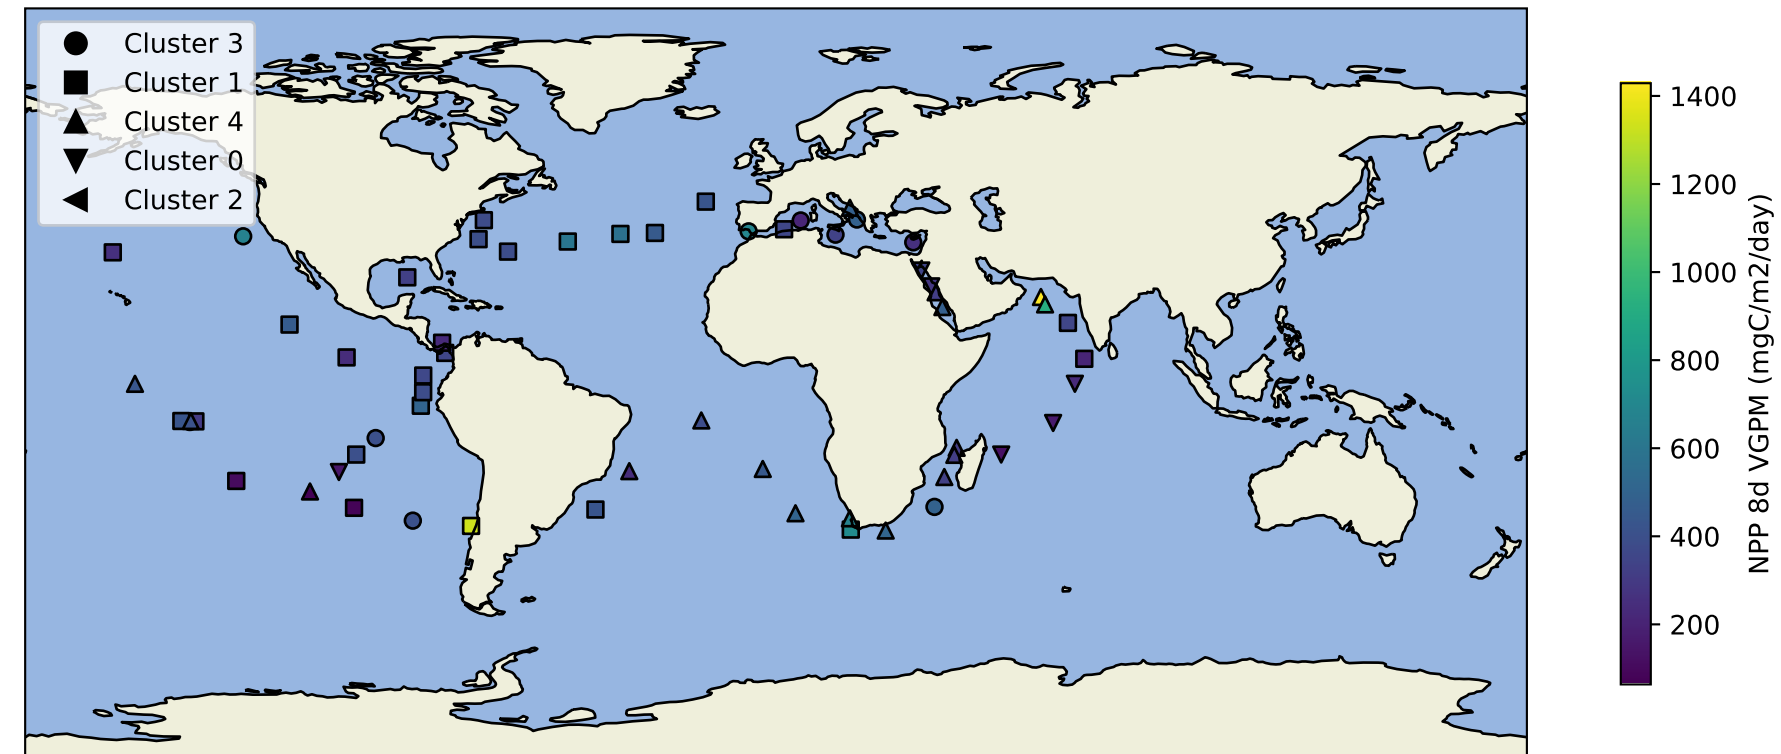 Cluster 3
Cluster 1
Cluster 4
Cluster 0
Cluster 2
1400
1200
1000
800
600
400
200
NPP 8d VGPM (mgC/m2/day)